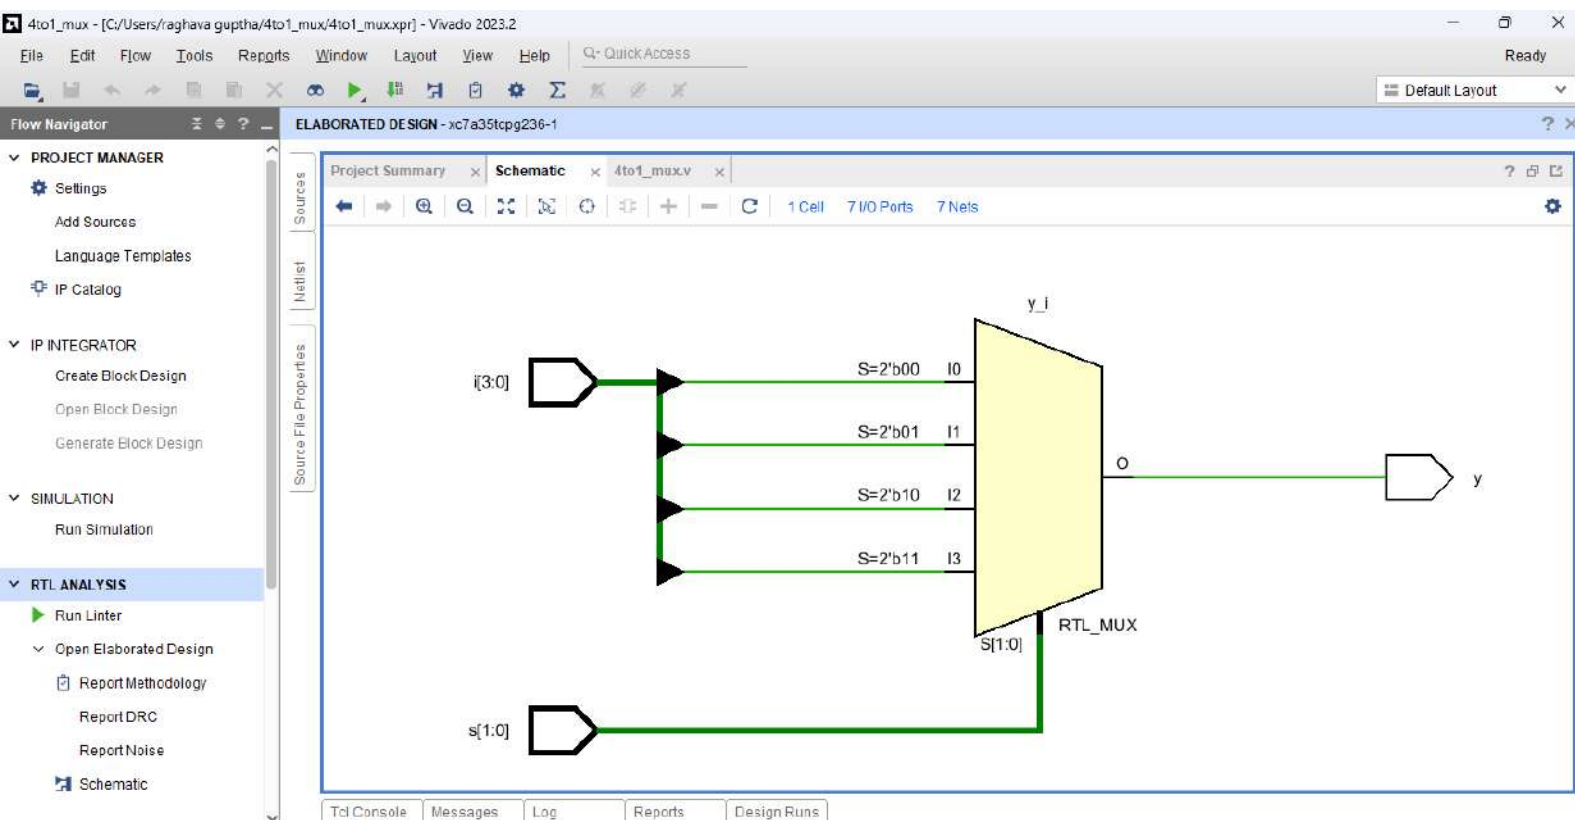 4to1_mux - [C:/Users/raghava guptha/4to1_mux/4to1_mux.xpr] - Vivado 2023.2
File Edit Flow Tools Reports Window Layout View Help Quick Access Ready
Default Layout
Flow Navigator ? ELABORATED DESIGN - xc7a35tcpg236-1 ?
PROJECT MANAGER
Settings
Add Sources
Language Templates
IP Catalog
IP INTEGRATOR
Create Block Design
Open Block Design
Generate Block Design
SIMULATION
Run Simulation
RTL ANALYSIS
Run Linter
Open Elaborated Design
Report Methodology
Report DRC
Report Noise
Schematic
Sources
Netlist
Source File Properties
Project Summary Schematic 4to1_mux.v ?
1 Cell 7 I/O Ports 7 Nets
y_i
i[3:0] S=2'b00 I0
S=2'b01 I1
O
y
S=2'b10 I2
S=2'b11 I3
RTL_MUX
S[1:0]
s[1:0]
Tcl Console Messages Log Reports Design Runs